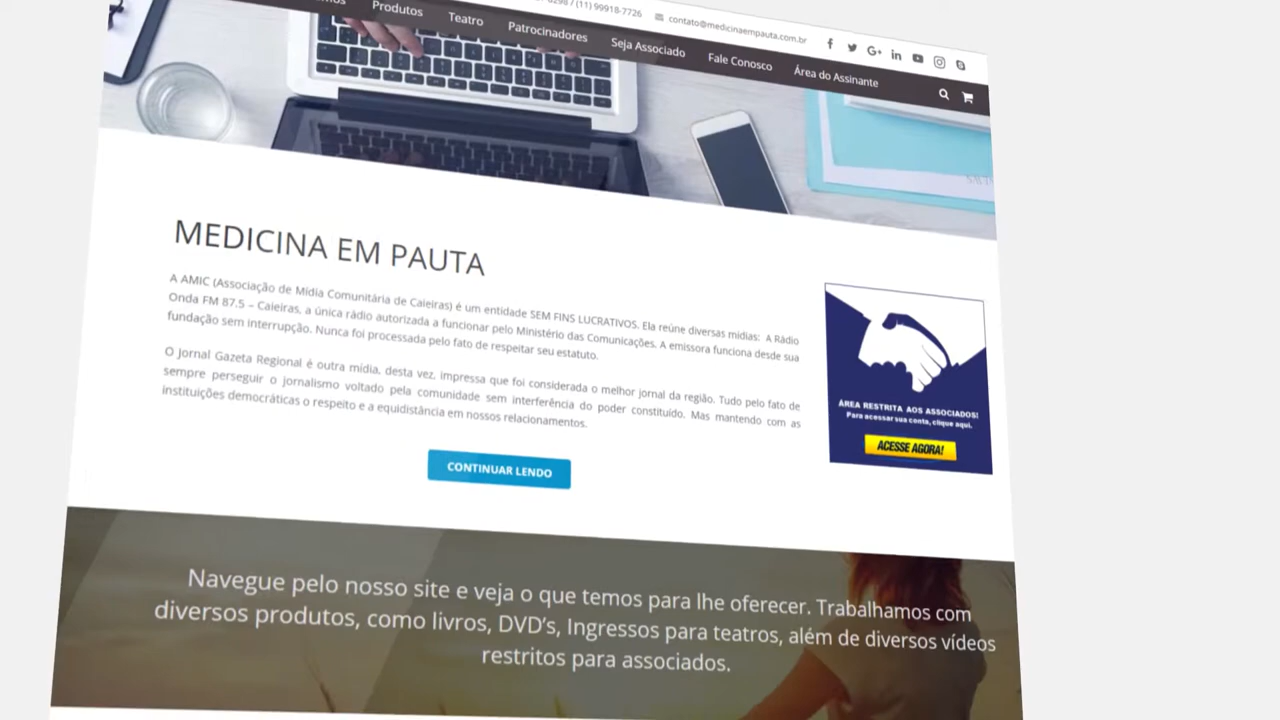 (11) 99918-7726
contato@medicinaempauta.com.br
Produtos
Teatro
Patrocinadores
Seja Associado
Fale Conosco
Área do Assinante
MEDICINA EM PAUTA
A AMIC (Associação de Mídia Comunitária de Caieiras) é um entidade SEM FINS LUCRATIVOS. Ela reúne diversas mídias: A Rádio
Onda FM 87.5 – Caieiras, a única rádio autorizada a funcionar pelo Ministério das Comunicações. A emissora funciona desde sua
fundação sem interrupção. Nunca foi processada pelo fato de respeitar seu estatuto.
O Jornal Gazeta Regional é outra mídia, desta vez, impressa que foi considerada o melhor jornal da região. Tudo pelo fato de
sempre perseguir o jornalismo voltado pela comunidade sem interferência do poder constituído. Mas mantendo com as
instituições democráticas o respeito e a equidistância em nossos relacionamentos.
CONTINUAR LENDO
ÁREA RESTRITA AOS ASSOCIADOS!
Para acessar sua conta, clique aqui.
ACESSE AGORA!
Navegue pelo nosso site e veja o que temos para lhe oferecer. Trabalhamos com
diversos produtos, como livros, DVD's, Ingressos para teatros, além de diversos vídeos
restritos para associados.